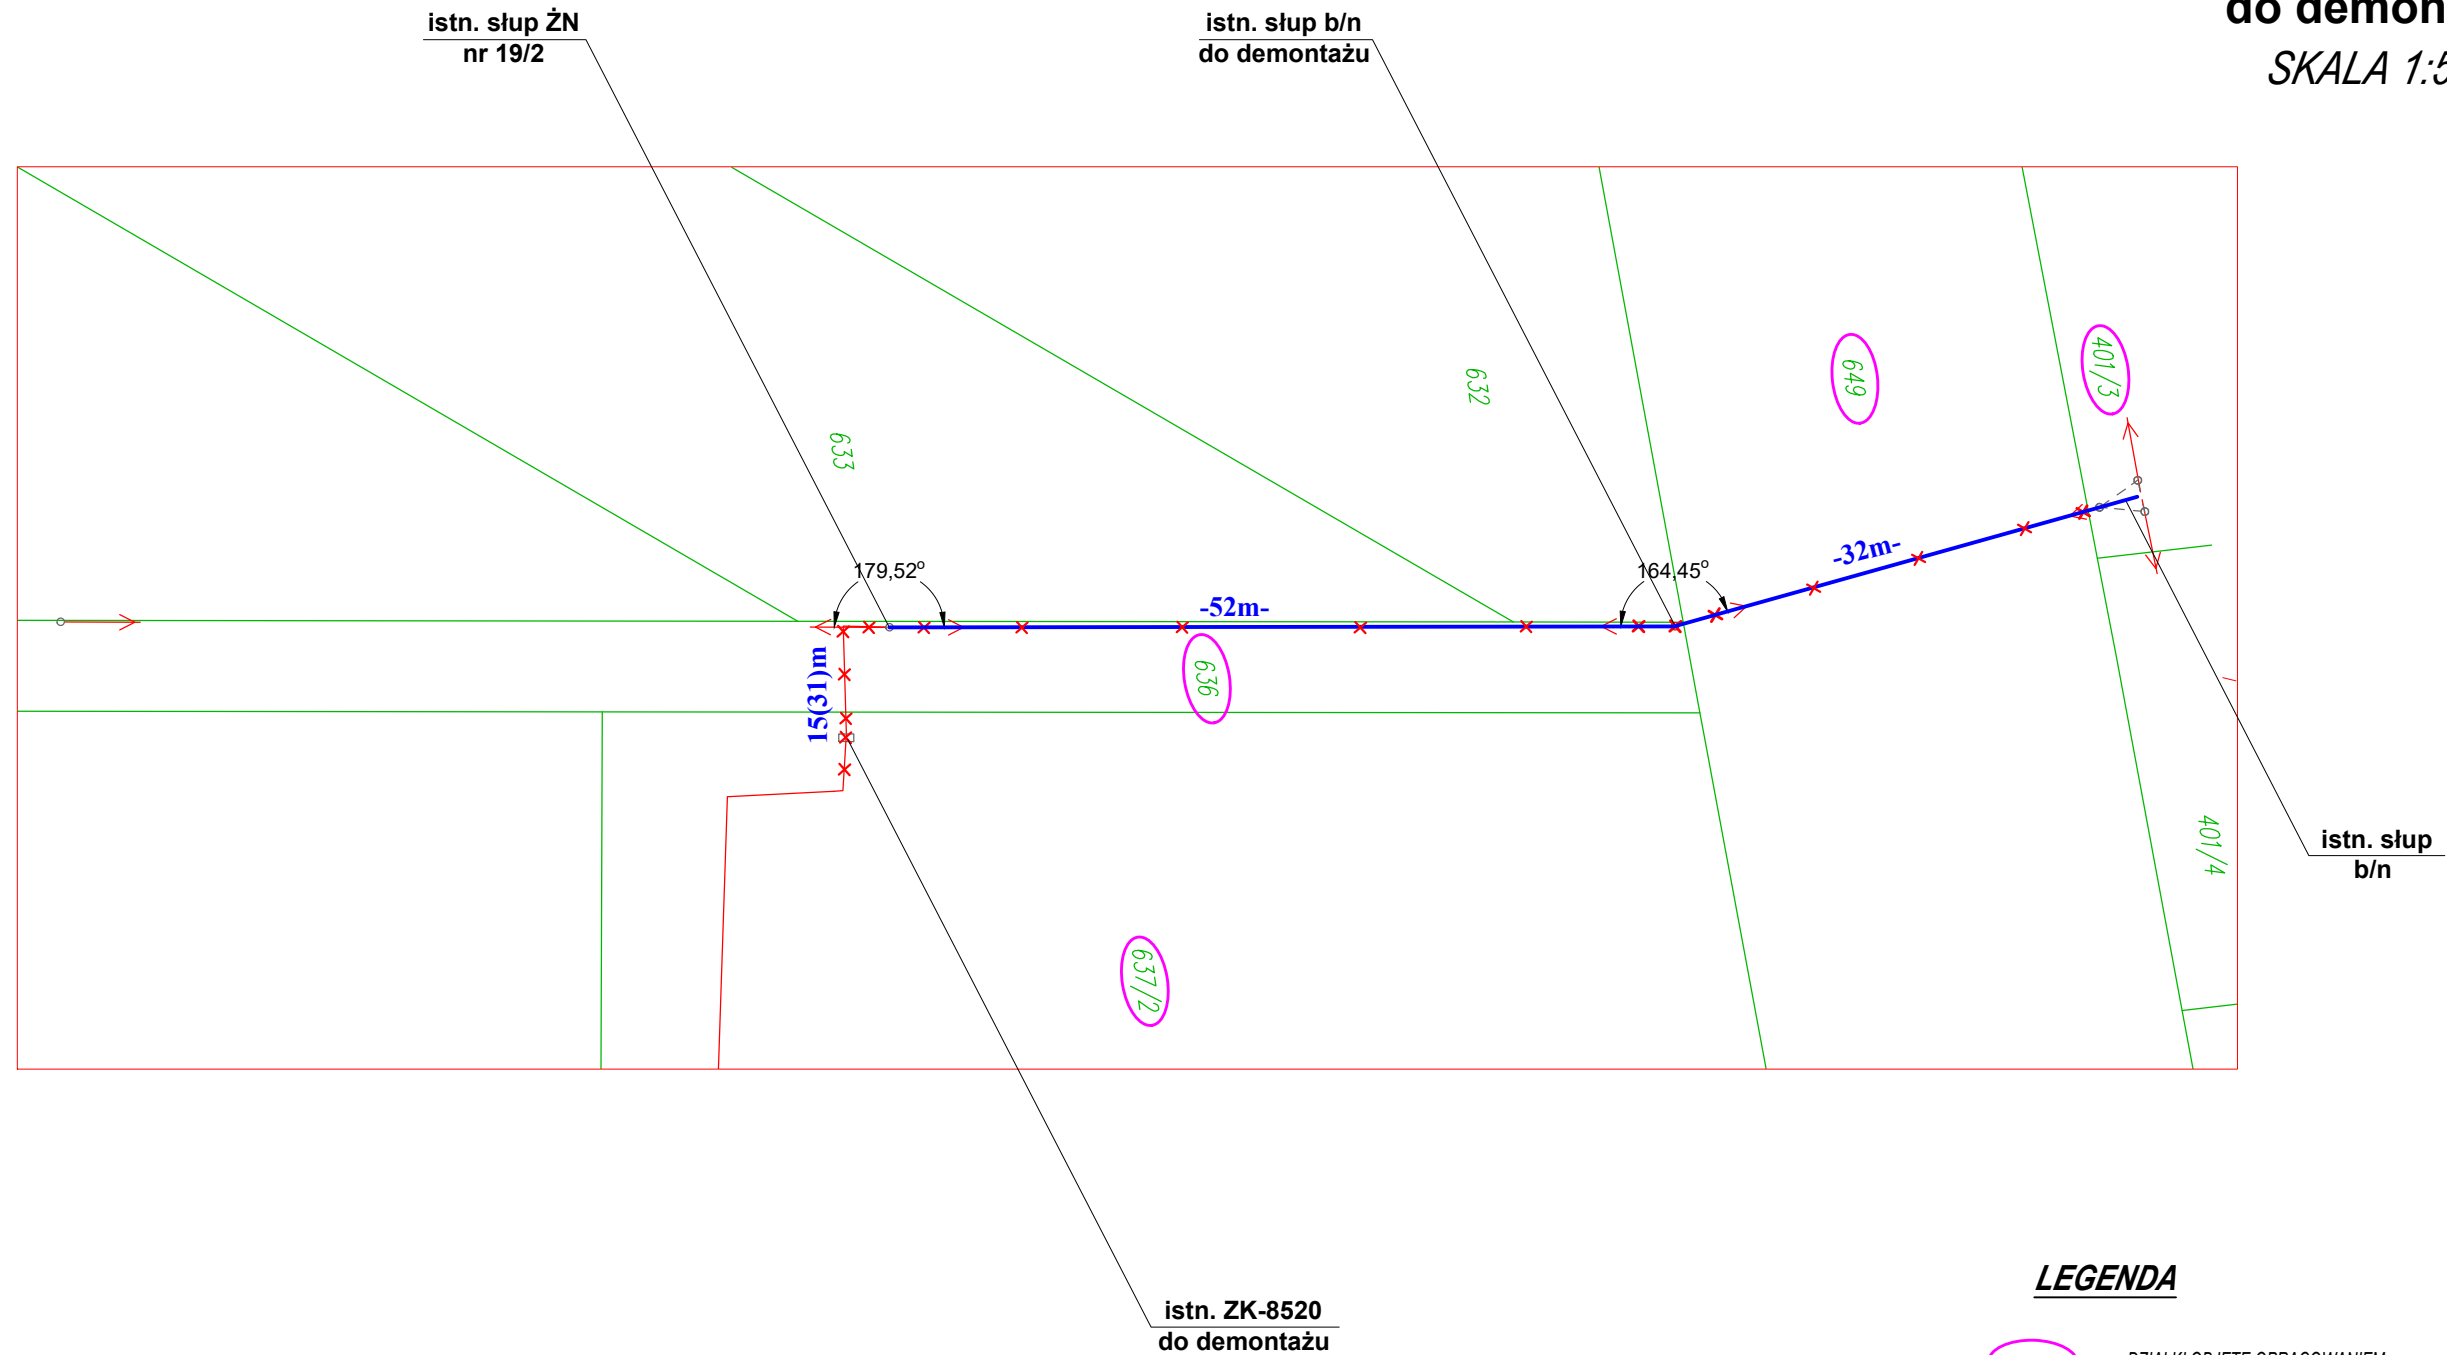 istn. słup ŻN
nr 19/2
istn. słup b/n
do demontażu
SKALA 1:5
632
649
401/3
633
179,52°
-52m-
164,45°
-32m-
15(31)m
636
401/4
istn. słup
b/n
637/2
LEGENDA
istn. ZK-8520
do demontażu